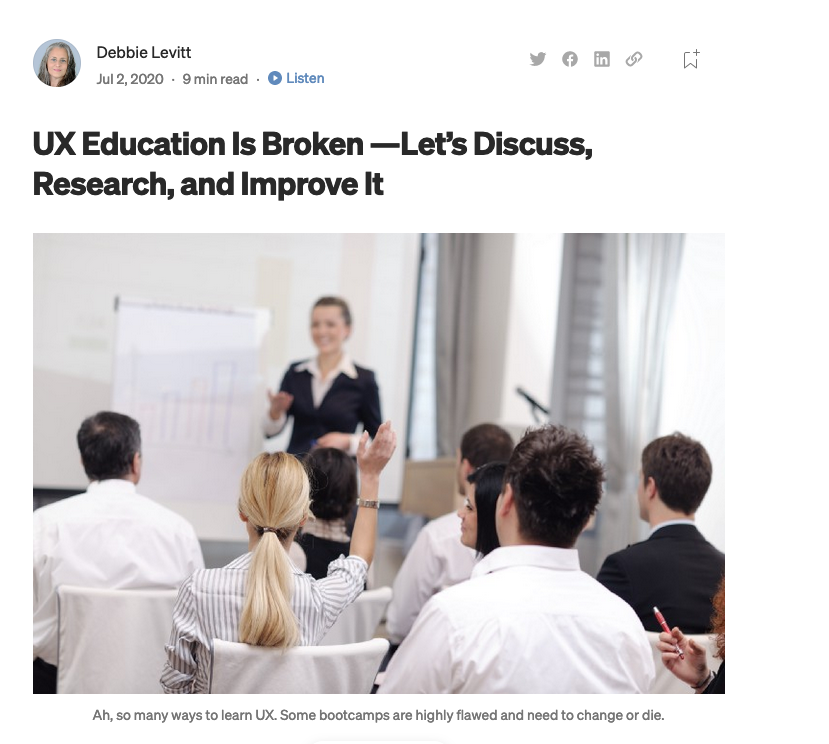 Debbie Levitt
Jul 2, 2020 · 9 min read · Listen
UX Education Is Broken —Let’s Discuss,
Research, and Improve It
Ah, so many ways to learn UX. Some bootcamps are highly flawed and need to change or die.